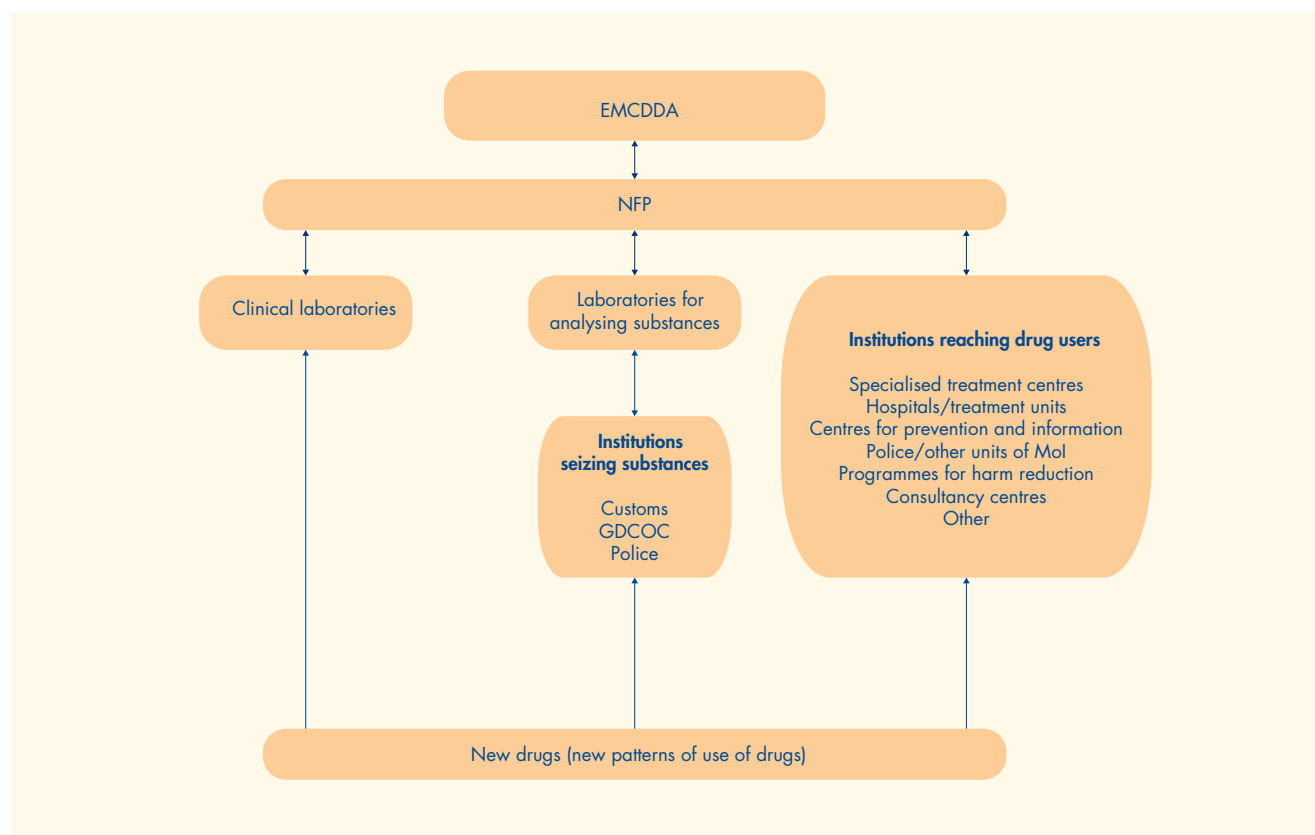 EMCDDA
NFP
Clinical laboratories
Laboratories for
analysing substances
Institutions
seizing substances
Customs
GDCOC
Police
Institutions reaching drug users
Specialised treatment centres
Hospitals/treatment units
Centres for prevention and information
Police/other units of MoI
Programmes for harm reduction
Consultancy centres
Other
New drugs (new patterns of use of drugs)